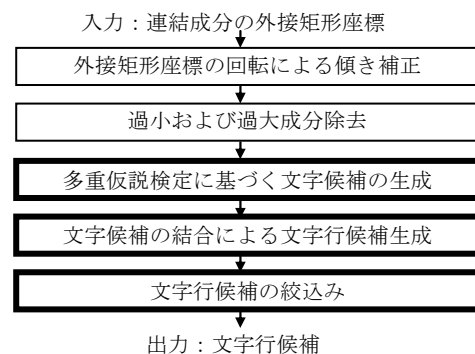 入力：連結成分の外接矩形座標
外接矩形座標の回転による傾き補正
過小および過大成分除去
多重仮説検定に基づく文字候補の生成
文字候補の結合による文字行候補生成
文字行候補の絞込み
出力：文字行候補